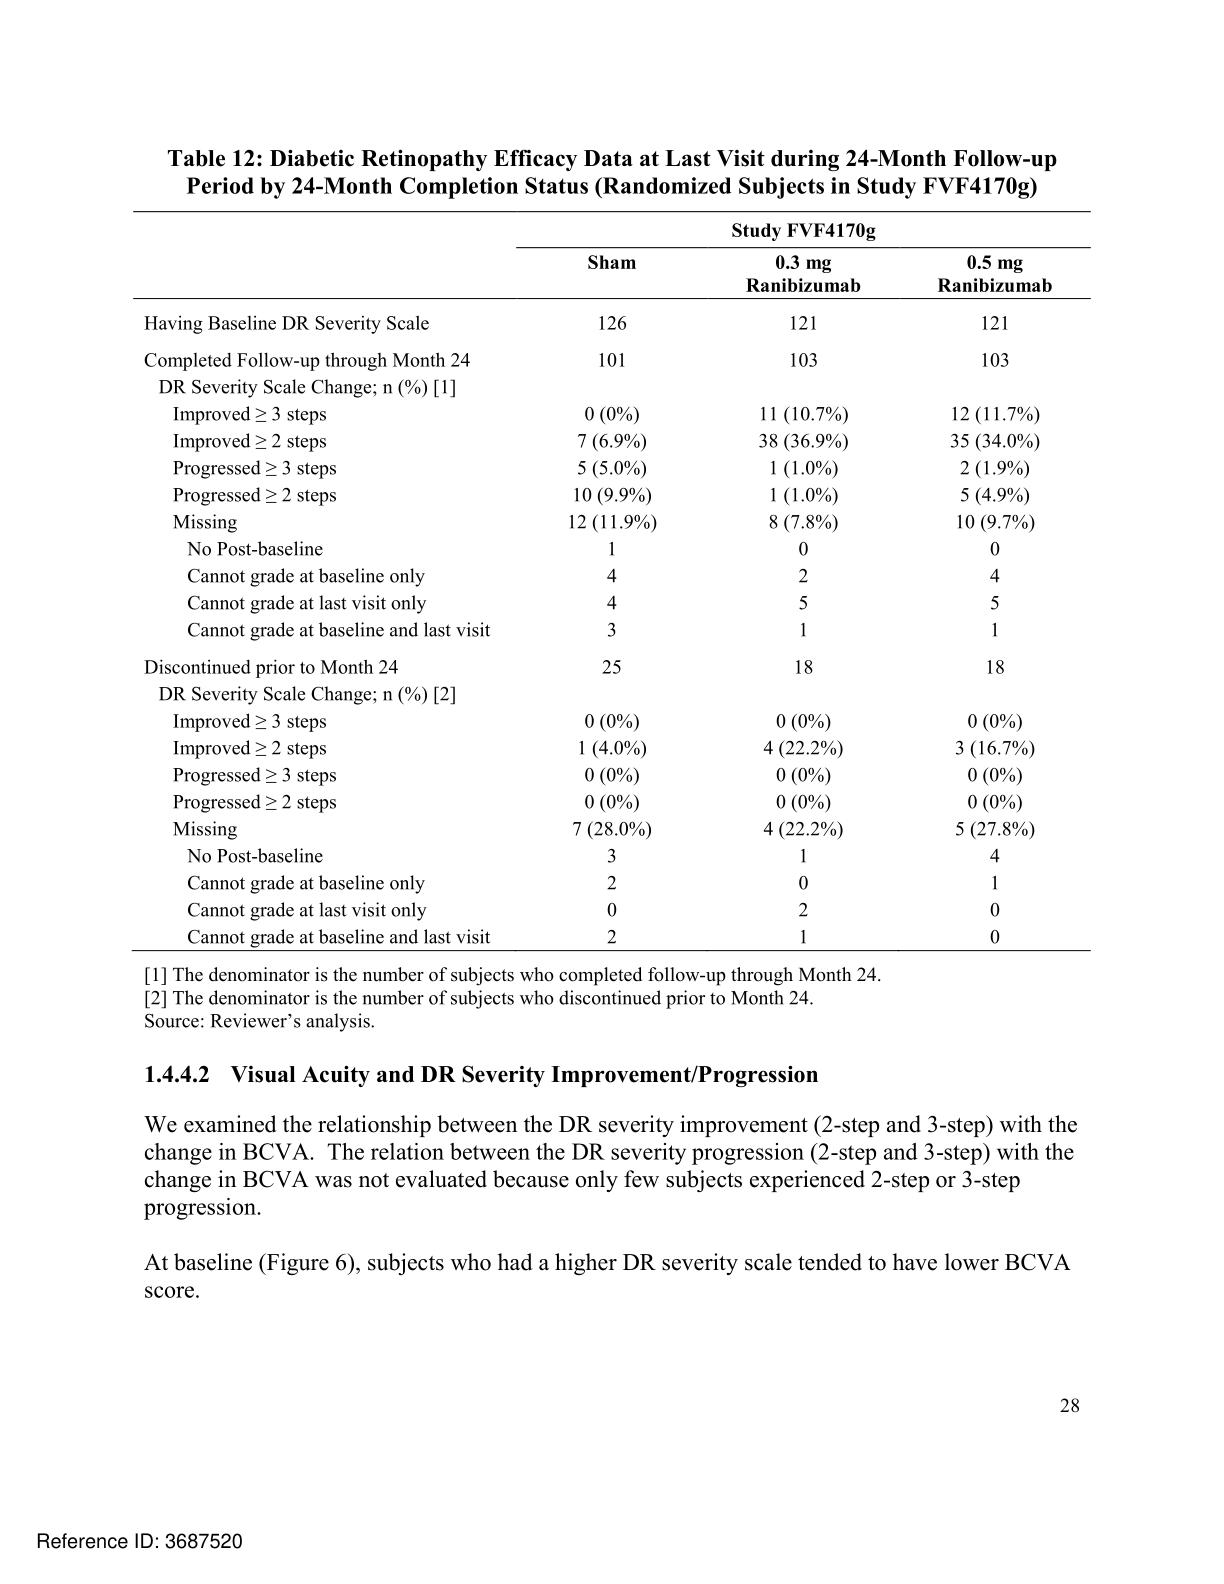 Table 12: Diabetic Retinopathy Efficacy Data at Last Visit during 24-Month Follow-up
Period by 24-Month Completion Status (Randomized Subjects in Study FVF4170g)
Study FVF4170g
Sham 0.3 mg Ranibizumab 0.5 mg Ranibizumab
Having Baseline DR Severity Scale 126 121 121
Completed Follow-up through Month 24 101 103 103
DR Severity Scale Change; n (%) [1]
Improved ≥ 3 steps 0 (0%) 11 (10.7%) 12 (11.7%)
Improved ≥ 2 steps 7 (6.9%) 38 (36.9%) 35 (34.0%)
Progressed ≥ 3 steps 5 (5.0%) 1 (1.0%) 2 (1.9%)
Progressed ≥ 2 steps 10 (9.9%) 1 (1.0%) 5 (4.9%)
Missing 12 (11.9%) 8 (7.8%) 10 (9.7%)
No Post-baseline 1 0 0
Cannot grade at baseline only 4 2 4
Cannot grade at last visit only 4 5 5
Cannot grade at baseline and last visit 3 1 1
Discontinued prior to Month 24 25 18 18
DR Severity Scale Change; n (%) [2]
Improved ≥ 3 steps 0 (0%) 0 (0%) 0 (0%)
Improved ≥ 2 steps 1 (4.0%) 4 (22.2%) 3 (16.7%)
Progressed ≥ 3 steps 0 (0%) 0 (0%) 0 (0%)
Progressed ≥ 2 steps 0 (0%) 0 (0%) 0 (0%)
Missing 7 (28.0%) 4 (22.2%) 5 (27.8%)
No Post-baseline 3 1 4
Cannot grade at baseline only 2 0 1
Cannot grade at last visit only 0 2 0
Cannot grade at baseline and last visit 2 1 0
[1] The denominator is the number of subjects who completed follow-up through Month 24.
[2] The denominator is the number of subjects who discontinued prior to Month 24.
Source: Reviewer's analysis.
1.4.4.2 Visual Acuity and DR Severity Improvement/Progression
We examined the relationship between the DR severity improvement (2-step and 3-step) with the
change in BCVA. The relation between the DR severity progression (2-step and 3-step) with the
change in BCVA was not evaluated because only few subjects experienced 2-step or 3-step
progression.
At baseline (Figure 6), subjects who had a higher DR severity scale tended to have lower BCVA
score.
28
Reference ID: 3687520